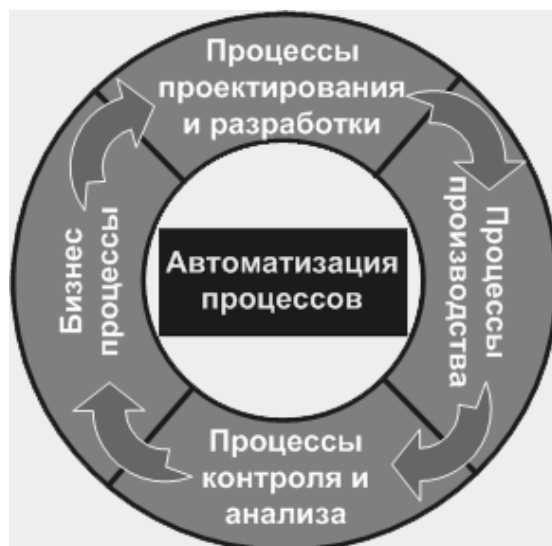 Процессы
проектирования
и разработки
Процессы
производства
Автоматизация
процессов
Бизнес
процессы
Процессы
контроля и
анализа